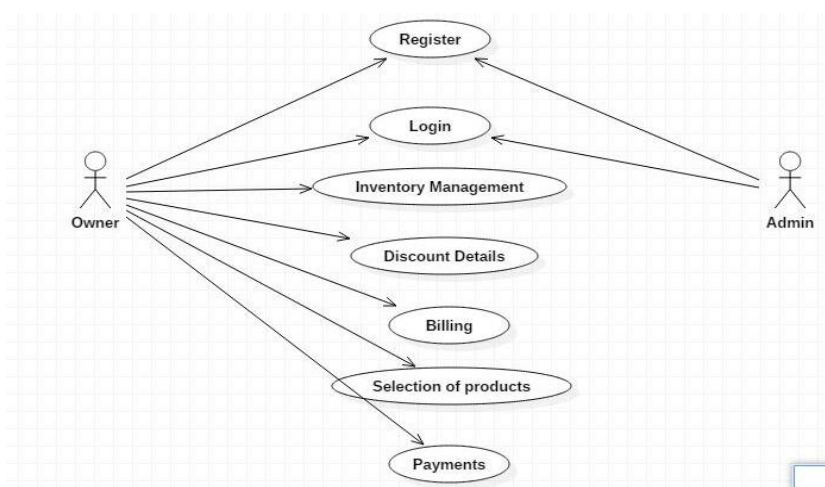 Register
Login
Inventory Management
Owner
Admin
Discount Details
Billing
Selection of products
Payments